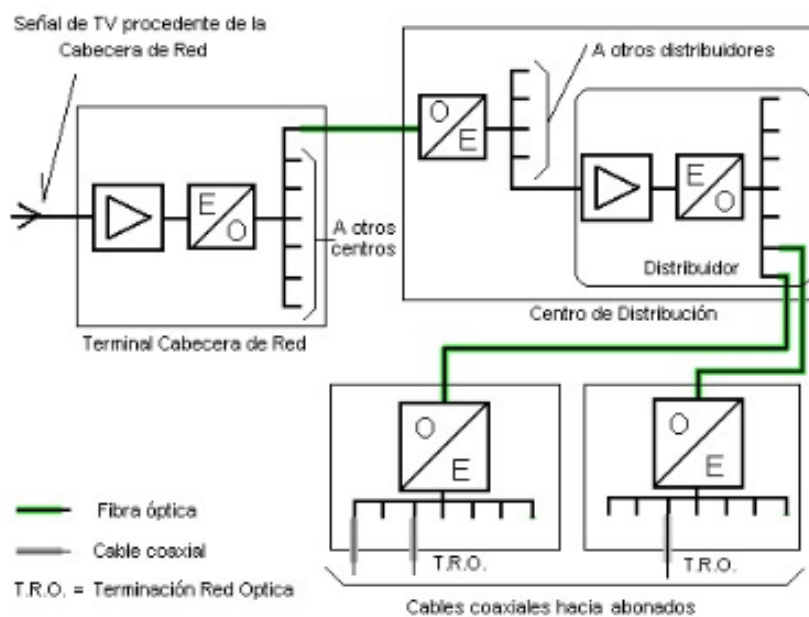 Señal de TV procedente de la
Cabecera de Red
A otros distribuidores
O
E
E
O
E
O
A otros
centros
Distribuidor
Centro de Distribución
Terminal Cabecera de Red
O
E
O
E
Fibra óptica
Cable coaxial
T.R.O.
T.R.O.
T.R.O. = Terminación Red Optica
Cables coaxiales hacia abonados